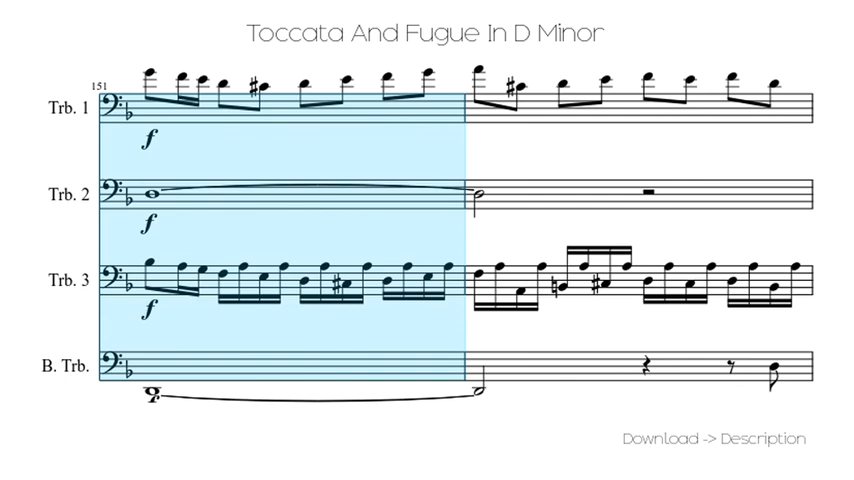 Toccata And Fugue In D Minor
151
Trb. 1
f
Trb. 2
f
Trb. 3
f
B. Trb.
f
Download -> Description